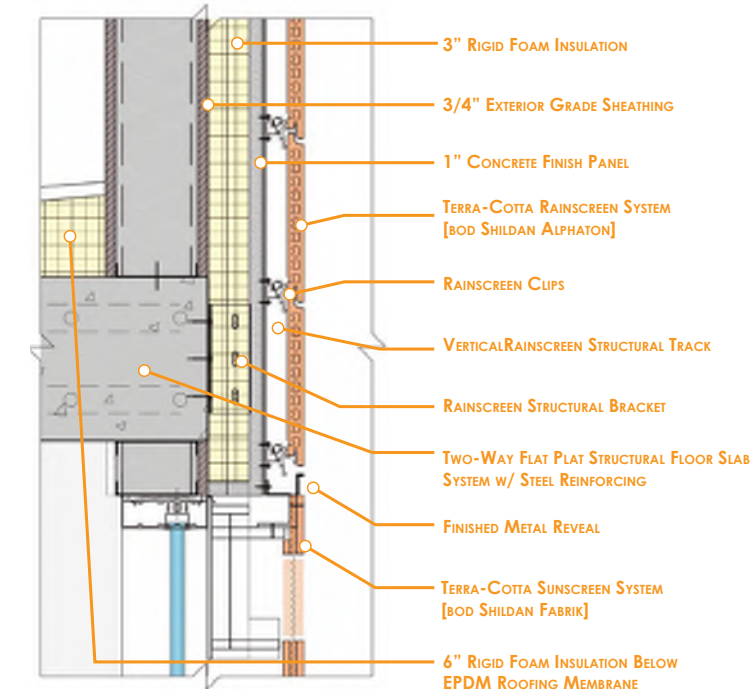 3” Rigid Foam Insulation
3/4” Exterior Grade Sheathing
1” Concrete Finish Panel
Terra-Cotta Rainscreen System
[bod Shildan Alphaton]
Rainscreen Clips
VerticalRainscreen Structural Track
Rainscreen Structural Bracket
Two-Way Flat Plat Structural Floor Slab
System w/ Steel Reinforcing
Finished Metal Reveal
Terra-Cotta Sunscreen System
[bod Shildan Fabrik]
6” Rigid Foam Insulation Below
EPDM Roofing Membrane